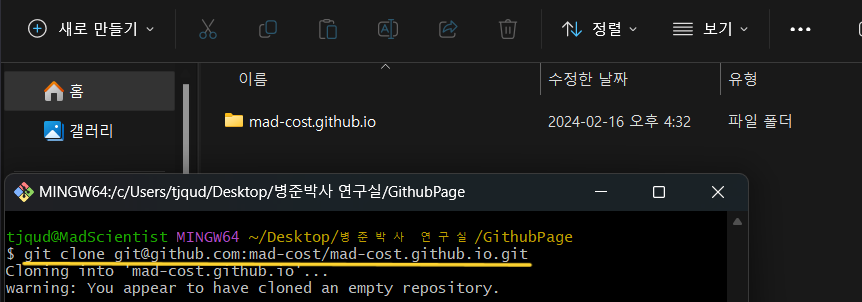 새로 만들기 정렬 보기
이름 수정한 날짜 유형
홈
mad-cost.github.io 2024-02-16 오후 4:32 파일 폴더
갤러리
MINGW64:/c/Users/tjqud/Desktop/병준박사 연구실/GithubPage
tjqud@MadScientist MINGW64 ~/Desktop/병준박사 연구실/GithubPage
$ git clone git@github.com:mad-cost/mad-cost.github.io.git
Cloning into 'mad-cost.github.io'...
warning: You appear to have cloned an empty repository.